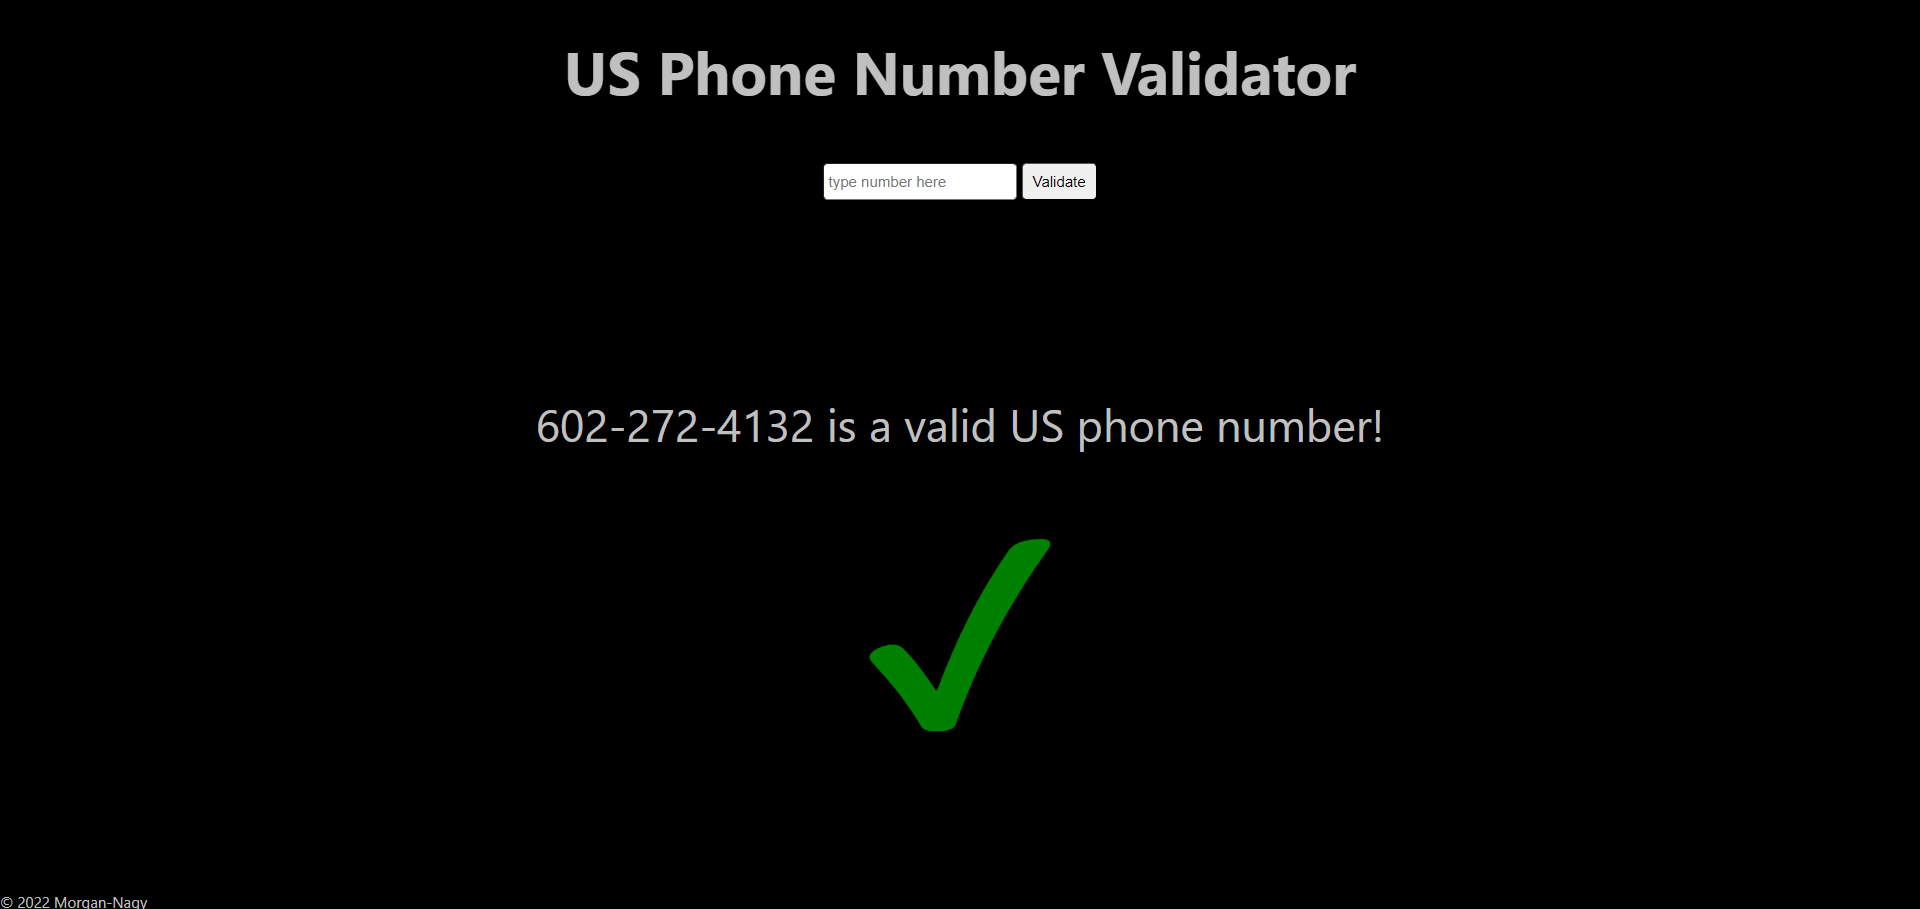 US Phone Number Validator
type number here Validate
602-272-4132 is a valid US phone number!
© 2022 Morgan-Nagy